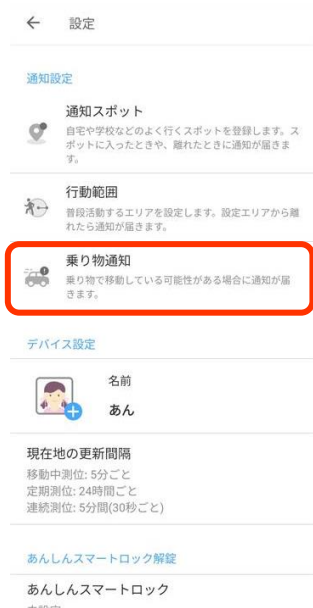 ← 設定
通知設定
通知スポット
自宅や学校などのよく行くスポットを登録します。ス
ポットに入ったときや、離れたときに通知が届きま
す。
行動範囲
普段活動するエリアを設定します。設定エリアから離
れたら通知が届きます。
乗り物通知
乗り物で移動している可能性がある場合に通知が届
きます。
デバイス設定
名前
あん
現在地の更新間隔
移動中測位: 5分ごと
定期測位: 24時間ごと
連続測位: 5分間(30秒ごと)
あんしんスマートロック解錠
あんしんスマートロック